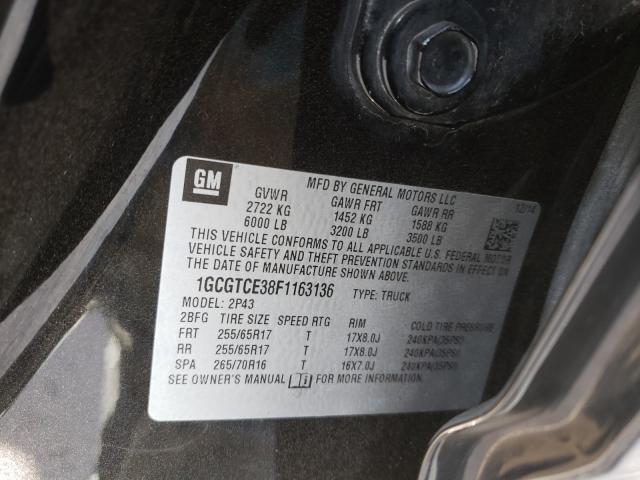 GM
MFD BY GENERAL MOTORS LLC
12/14
GVWR GAWR FRT GAWR RR
2722 KG 1452 KG 1588 KG
6000 LB 3200 LB 3500 LB
THIS VEHICLE CONFORMS TO ALL APPLICABLE U.S. FEDERAL MOTOR
VEHICLE SAFETY AND THEFT PREVENTION STANDARDS IN EFFECT ON
THE DATE OF MANUFACTURE SHOWN ABOVE.
1GCGTCE38F1163136 TYPE: TRUCK
MODEL: 2P43
2BFG TIRE SIZE SPEED RTG RIM COLD TIRE PRESSURE
FRT 255/65R17 T 17X8.0J 240KPA(35PSI)
RR 255/65R17 T 17X8.0J 240KPA(35PSI)
SPA 265/70R16 T 16X7.0J 240KPA(35PSI)
SEE OWNER'S MANUAL FOR MORE INFORMATION.